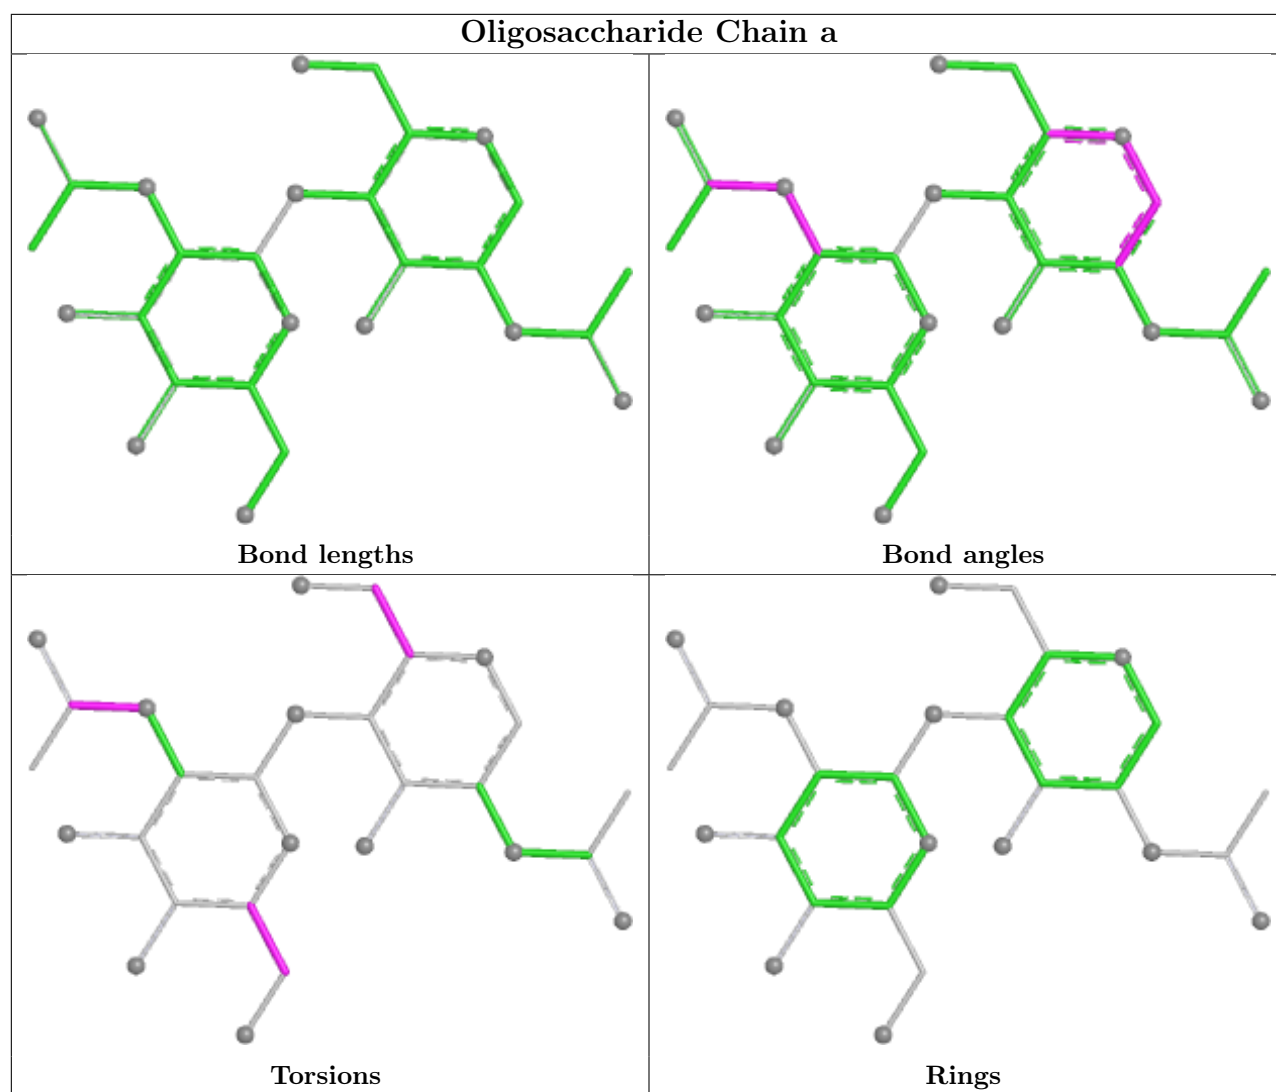 Oligosaccharide Chain a
Bond lengths
Bond angles
Torsions
Rings